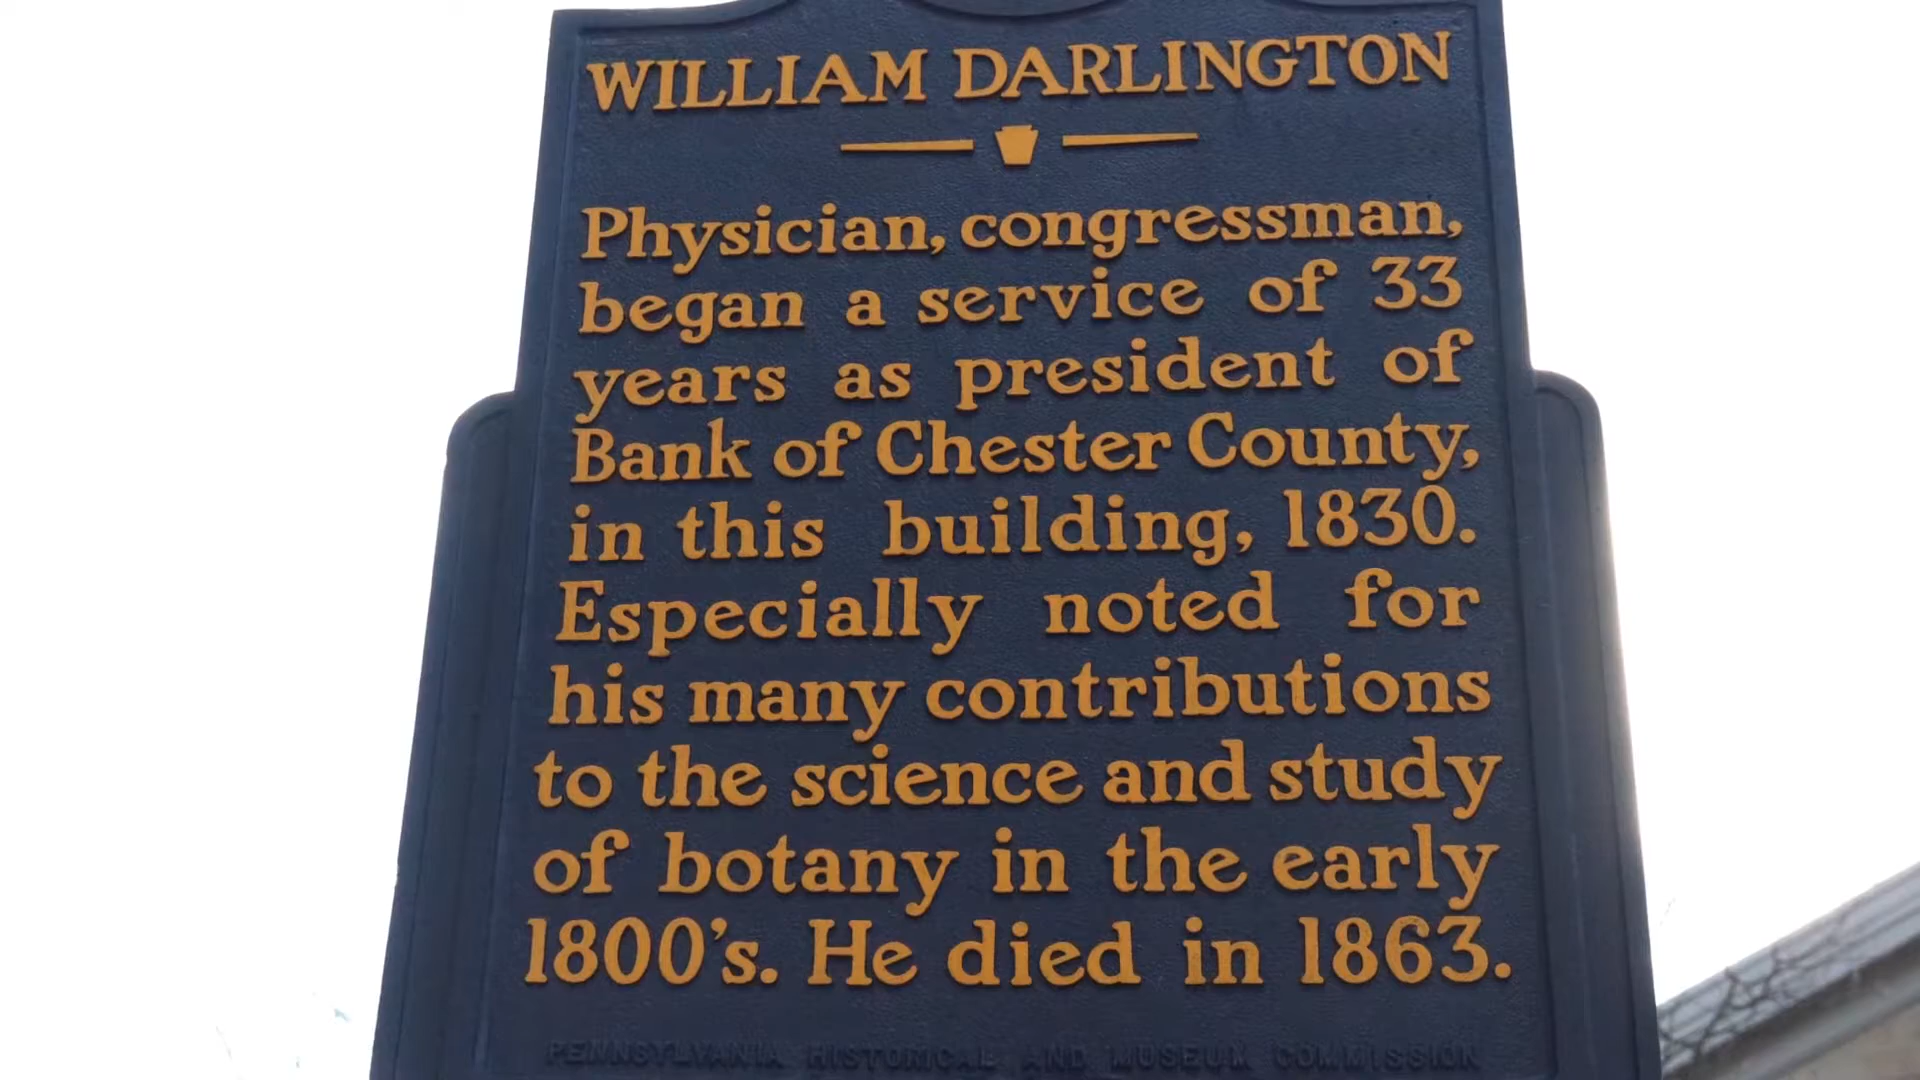 WILLIAM DARLINGTON
Physician, congressman,
began a service of 33
years as president of
Bank of Chester County,
in this building, 1830.
Especially noted for
his many contributions
to the science and study
of botany in the early
1800's. He died in 1863.
PENNSYLVANIA HISTORICAL AND MUSEUM COMMISSION